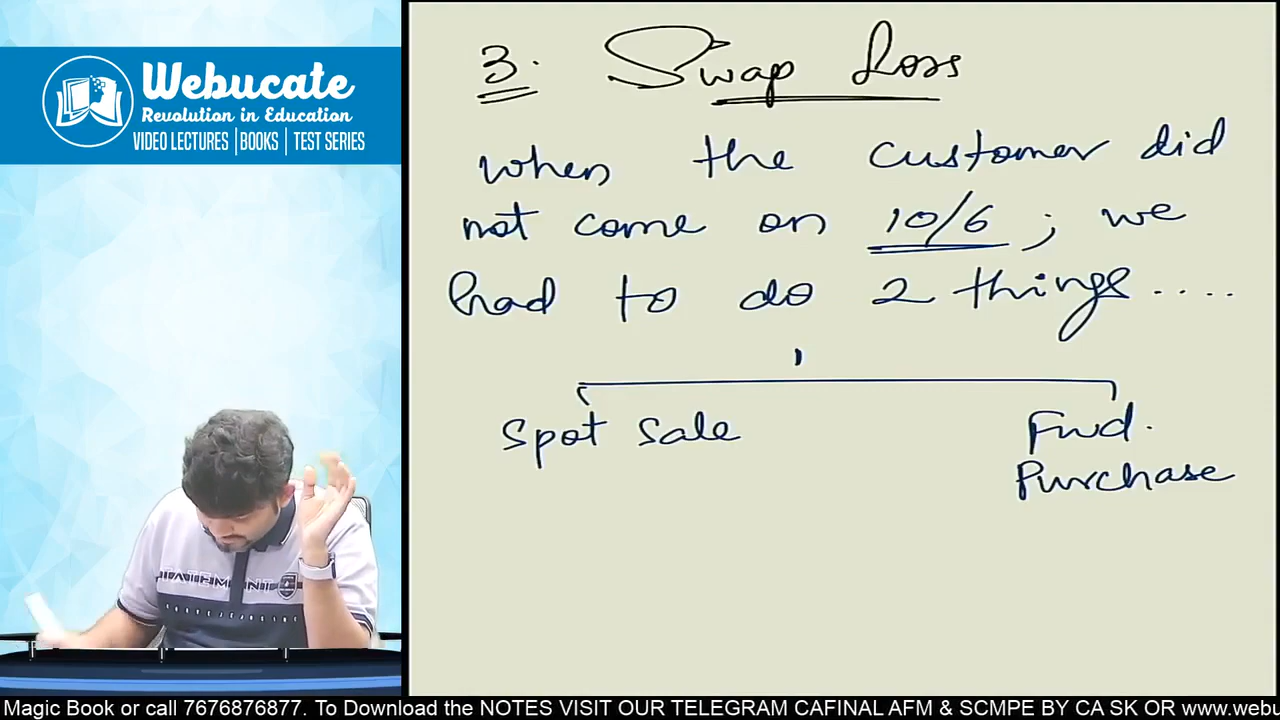 Webucate
Revolution in Education
VIDEO LECTURES | BOOKS | TEST SERIES
3. Swap Loss
when the customer did
not come on 10/6 ; we
had to do 2 things ....
Spot Sale
Fwd.
Purchase
Magic Book or call 7676876877. To Download the NOTES VISIT OUR TELEGRAM CAFINAL AFM & SCMPE BY CA SK OR www.webu